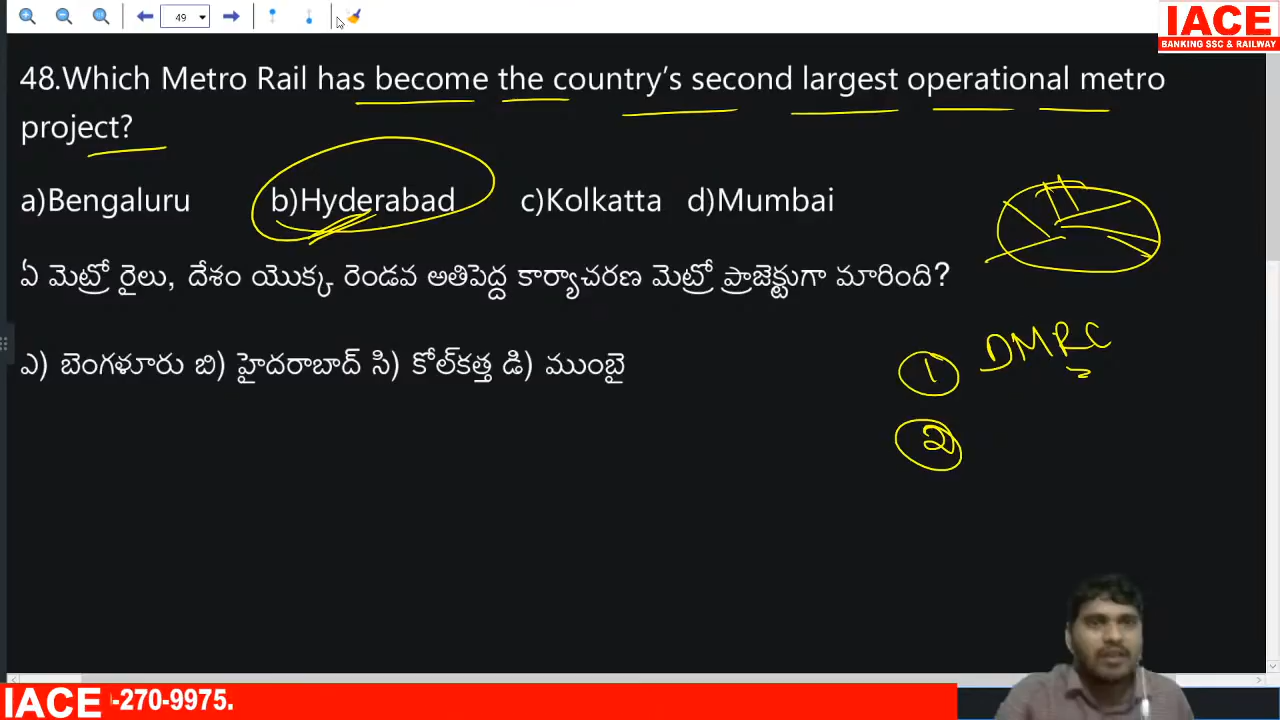 49
IACE
BANKING SSC & RAILWAY
48.Which Metro Rail has become the country's second largest operational metro
project?
a)Bengaluru b)Hyderabad c)Kolkatta d)Mumbai
ఏ మెట్రో రైలు, దేశం యొక్క రెండవ అతిపెద్ద కార్యాచరణ మెట్రో ప్రాజెక్టుగా మారింది?
ఎ) బెంగళూరు బి) హైదరాబాద్ సి) కోల్‌కత్త డి) ముంబై
1 DMRC
2
IACE -270-9975.